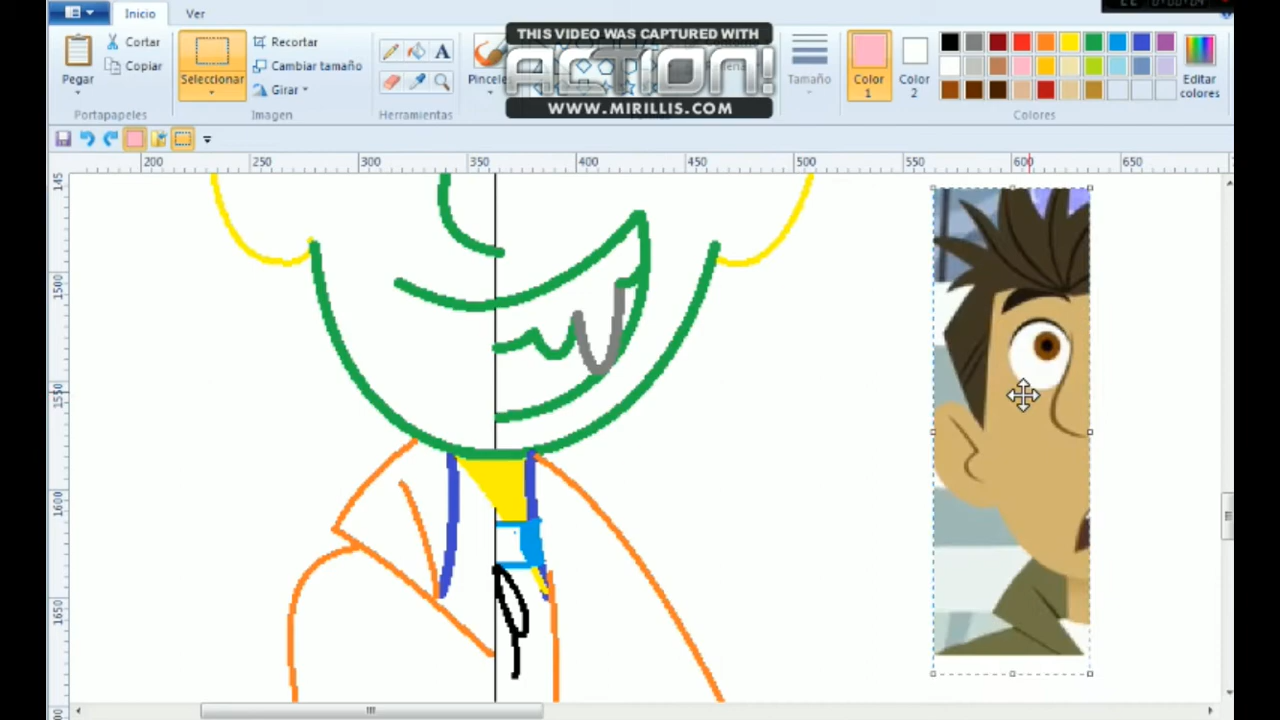 Inicio Ver
Pegar
Cortar
Copiar
Portapapeles
Seleccionar
Recortar
Cambiar tamaño
Girar
Imagen
A
Herramientas
Pinceles
THIS VIDEO WAS CAPTURED WITH
ACTION!
WWW.MIRILLIS.COM
Tamaño
Color 1
Color 2
Editar colores
Colores
200 250 300 350 400 450 500 550 600 650
145
1500
1550
1600
1650